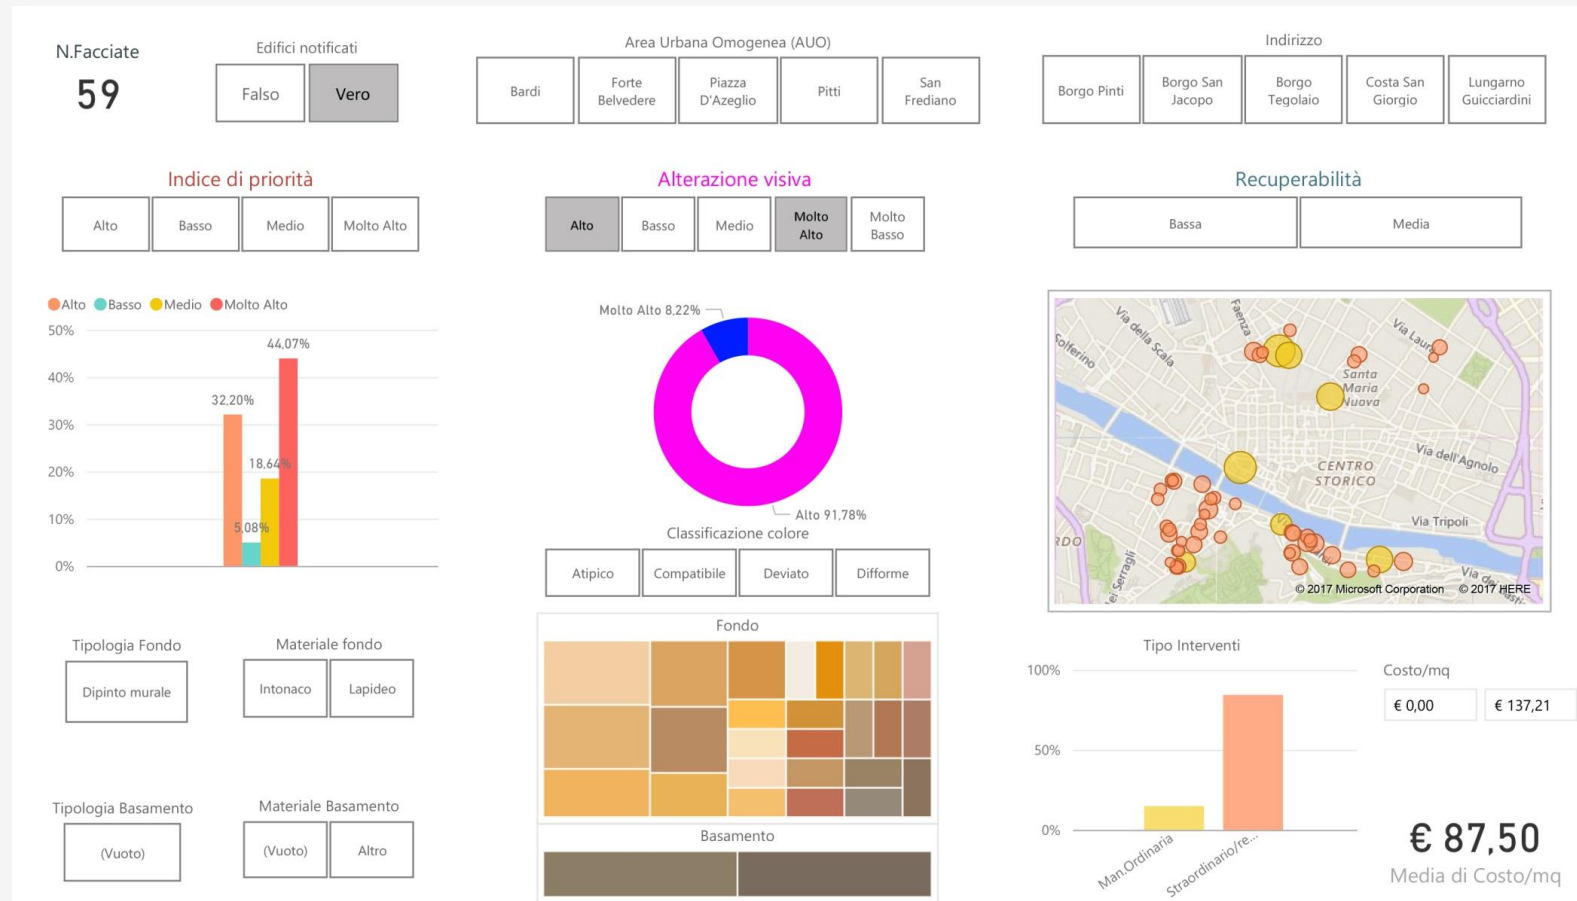 N.Facciate
59
Edifici notificati
Falso
Vero
Area Urbana Omogenea (AUO)
Bardi
Forte
Belvedere
Piazza
D'Azeglio
Pitti
San
Frediano
Indirizzo
Borgo Pinti
Borgo San
Jacopo
Borgo
Tegolaio
Costa San
Giorgio
Lungarno
Guicciardini
Indice di priorità
Alto
Basso
Medio
Molto Alto
Alterazione visiva
Alto
Basso
Medio
Molto
Alto
Molto
Basso
Recuperabilità
Bassa
Media
Alto
Basso
Medio
Molto Alto
50%
40%
30%
20%
10%
0%
32,20%
5,08%
18,64%
44,07%
Molto Alto 8,22%
Alto 91,78%
Classificazione colore
Atipico
Compatibile
Deviato
Difforme
Solferino
Via della Scala
Faenza
Via Laura
Santa
Maria
Nuova
CENTRO
STORICO
Via dell'Agnolo
Via Tripoli
RDO
ei Serragli
© 2017 Microsoft Corporation
© 2017 HERE
Tipologia Fondo
Dipinto murale
Materiale fondo
Intonaco
Lapideo
Tipologia Basamento
(Vuoto)
Materiale Basamento
(Vuoto)
Altro
Fondo
Basamento
Tipo Interventi
100%
50%
0%
Man.Ordinaria
Straordinario/re...
Costo/mq
€ 0,00
€ 137,21
€ 87,50
Media di Costo/mq